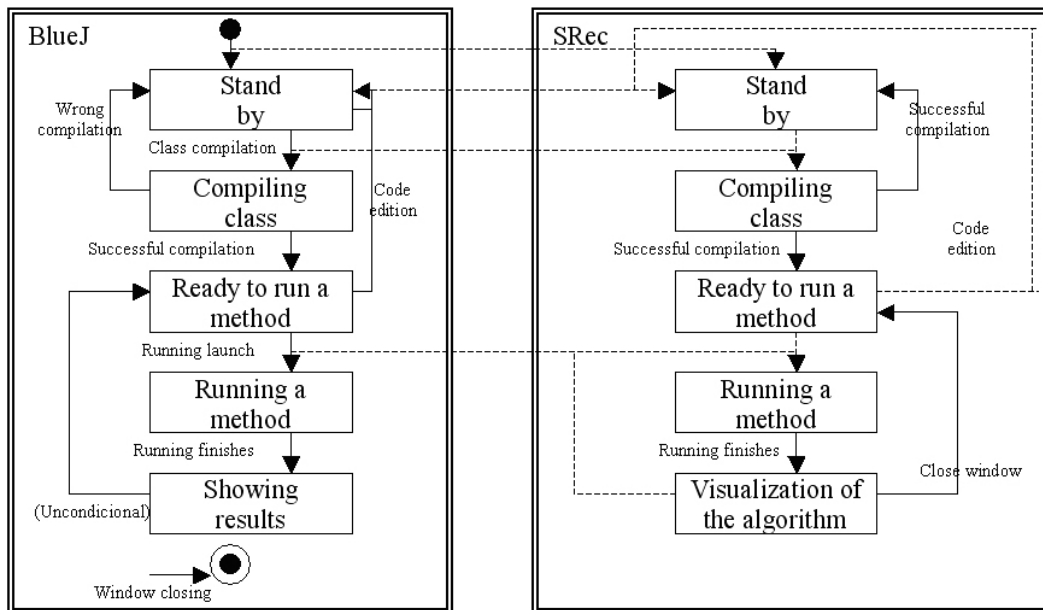 BlueJ
Stand
by
Wrong
compilation
Class compilation
Compiling
class
Code
edition
Successful compilation
Ready to run a
method
Running launch
Running a
method
Running finishes
Showing
results
(Uncondicional)
Window closing
SRec
Stand
by
Successful
compilation
Compiling
class
Successful compilation
Code
edition
Ready to run a
method
Running a
method
Running finishes
Close window
Visualization of
the algorithm